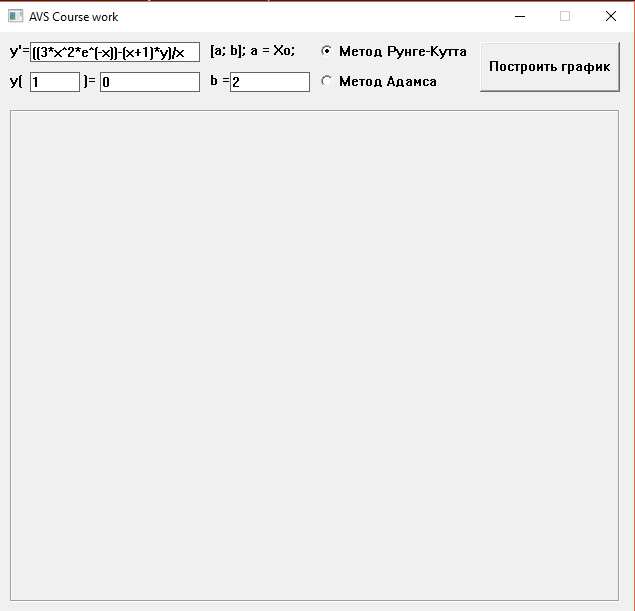 AVS Course work
y'= ((3*x^2*e^(-x))-(x+1)*y)/x [a; b]; a = Xo; Метод Рунге-Кутта
Построить график
y( 1 )= 0 b = 2 Метод Адамса